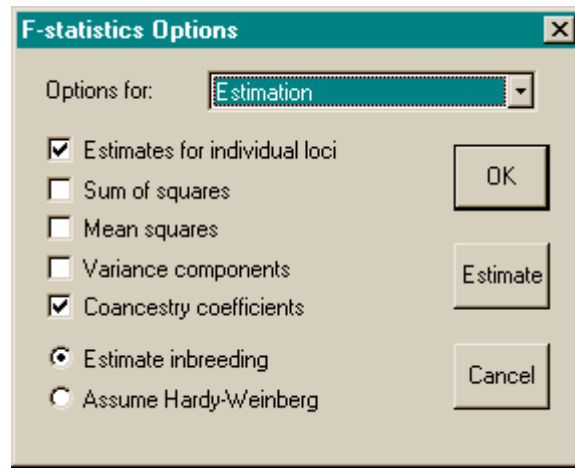 F-statistics Options
Options for: Estimation
Estimates for individual loci
Sum of squares
Mean squares
Variance components
Coancestry coefficients
Estimate inbreeding
Assume Hardy-Weinberg
OK
Estimate
Cancel